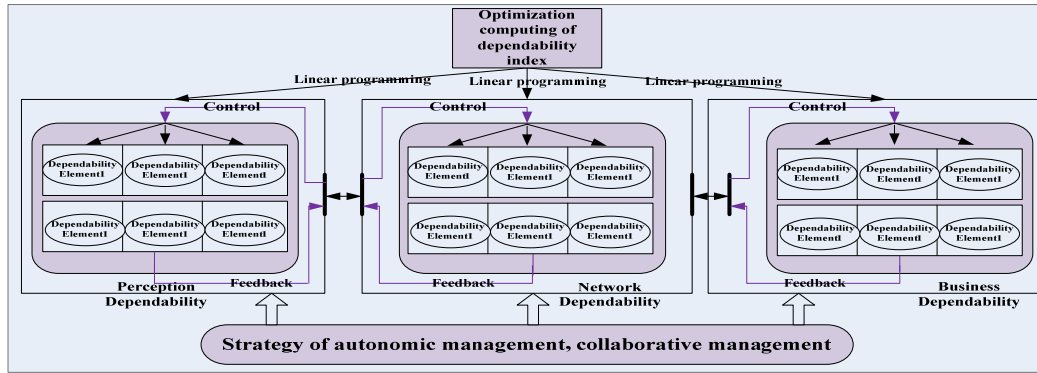 Optimization
computing of
dependability
index
Linear programming
Linear programming
Linear programming
Control
Dependability
Element1
Dependability
Element1
Dependability
Element1
Dependability
Element1
Dependability
Element1
Dependability
Element1
Feedback
Perception
Dependability
Control
Dependability
Element1
Dependability
Element1
Dependability
Element1
Dependability
Element1
Dependability
Element1
Dependability
Element1
Feedback
Network
Dependability
Control
Dependability
Element1
Dependability
Element1
Dependability
Element1
Dependability
Element1
Dependability
Element1
Dependability
Element1
Feedback
Business
Dependability
Strategy of autonomic management, collaborative management